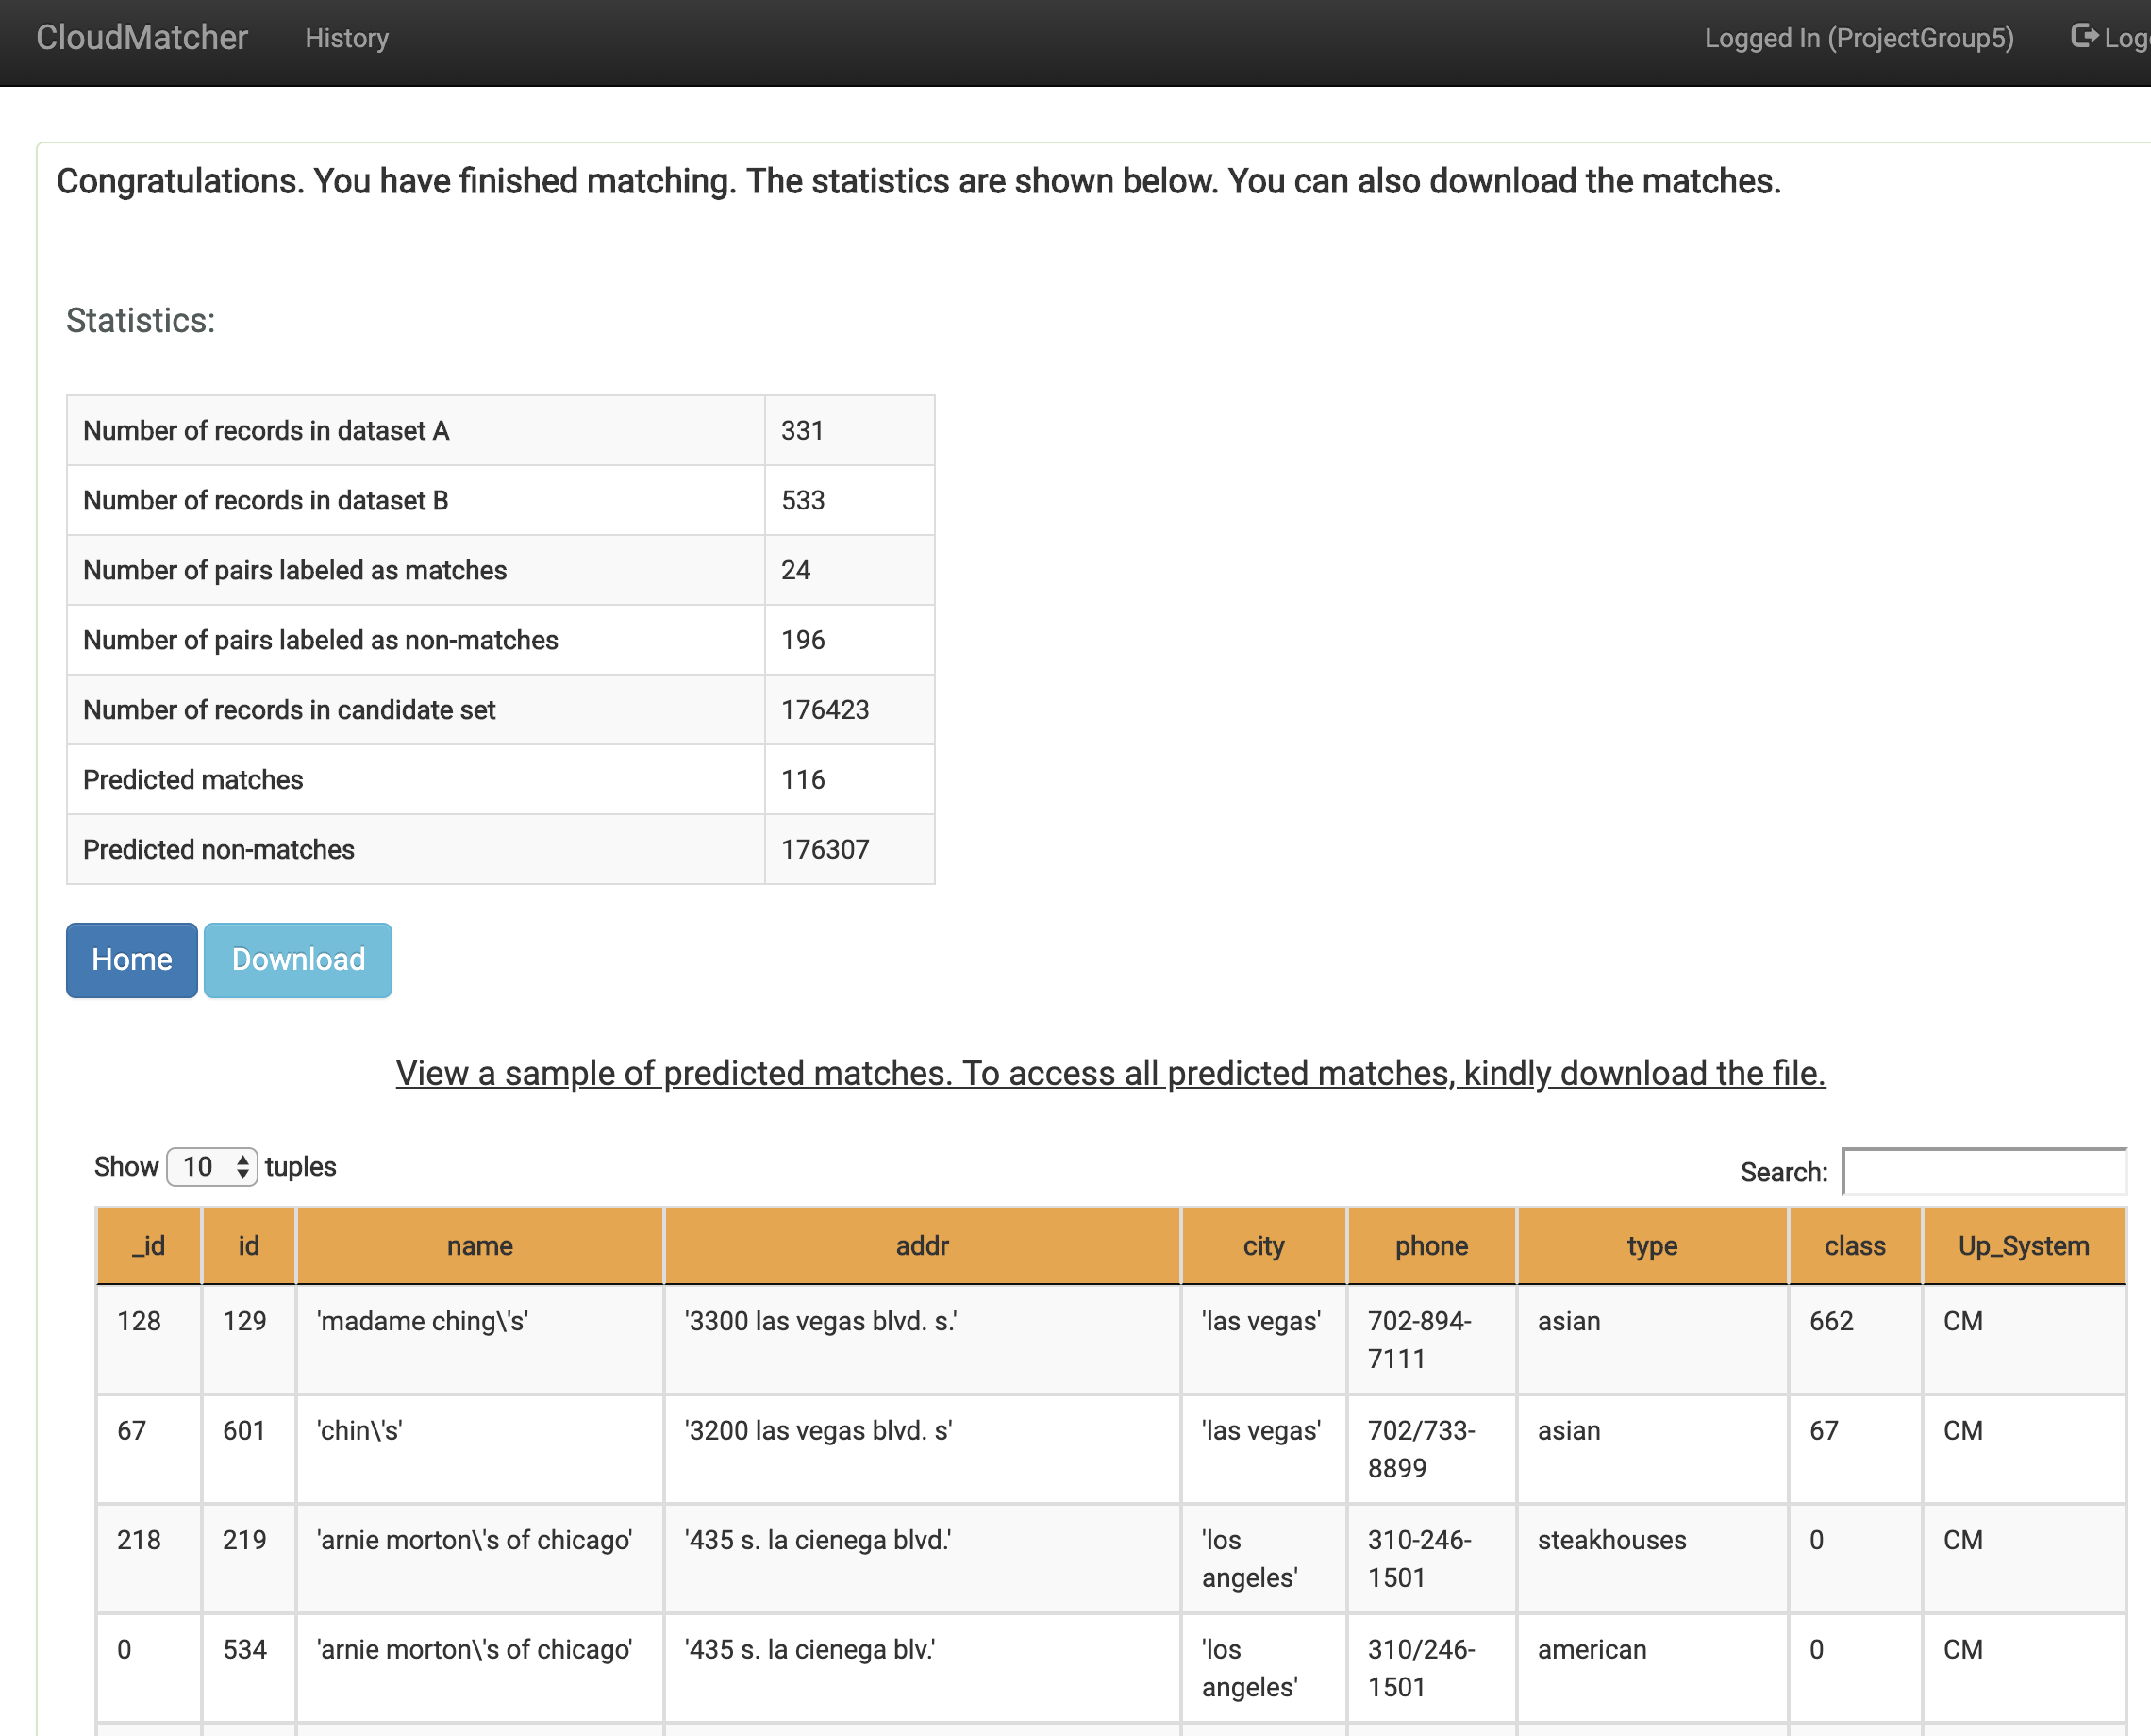 CloudMatcher History Logged In (ProjectGroup5)
Congratulations. You have finished matching. The statistics are shown below. You can also download the matches.
Statistics:
Number of records in dataset A 331
Number of records in dataset B 533
Number of pairs labeled as matches 24
Number of pairs labeled as non-matches 196
Number of records in candidate set 176423
Predicted matches 116
Predicted non-matches 176307
Home Download
View a sample of predicted matches. To access all predicted matches, kindly download the file.
Show 10 tuples Search:
_id id name addr city phone type class Up_System
128 129 'madame ching\'s' '3300 las vegas blvd. s.' 'las vegas' 702-894- asian 662 CM
7111
67 601 'chin\'s' '3200 las vegas blvd. s' 'las vegas' 702/733- asian 67 CM
8899
218 219 'arnie morton\'s of chicago' '435 s. la cienega blvd.' 'los 310-246- steakhouses 0 CM
angeles' 1501
0 534 'arnie morton\'s of chicago' '435 s. la cienega blv.' 'los 310/246- american 0 CM
angeles' 1501